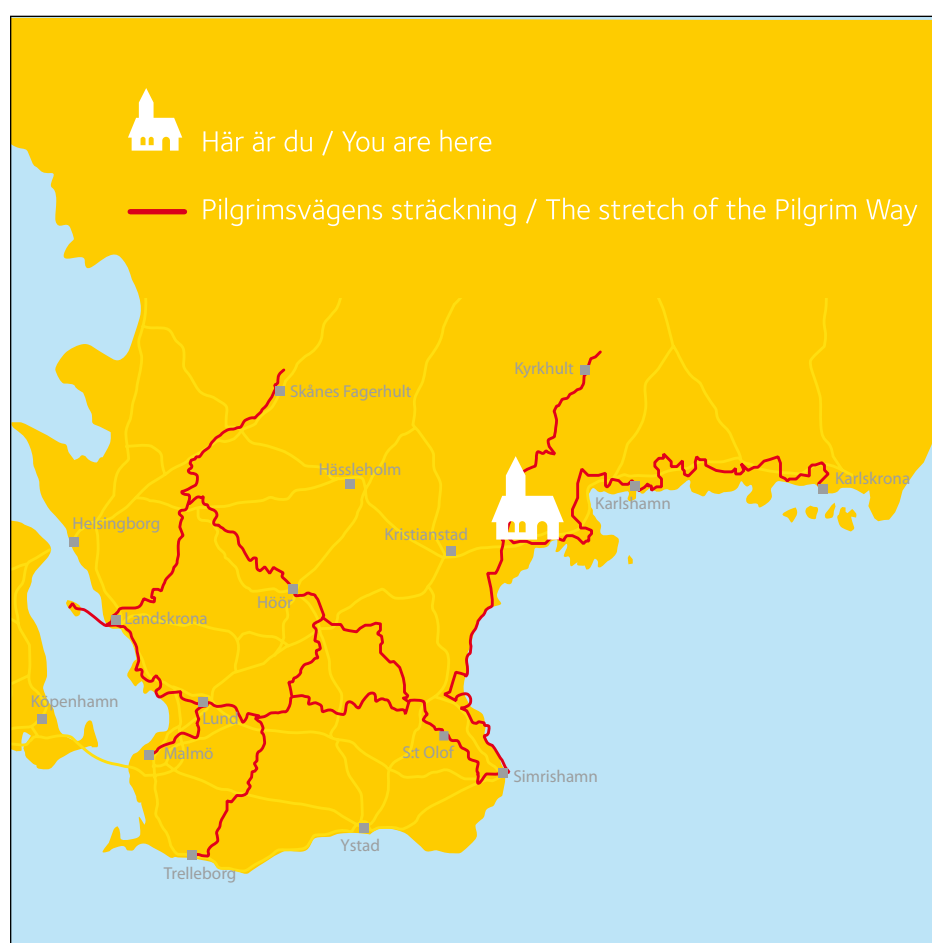 Här är du / You are here
Pilgrimsvägens sträckning / The stretch of the Pilgrim Way
Kyrkhult
Skånes Fagerhult
Hässleholm
Karlskrona
Karlshamn
Helsingborg
Kristianstad
Höör
Landskrona
Köpenhamn
Lund
Malmö
S:t Olof
Simrishamn
Ystad
Trelleborg